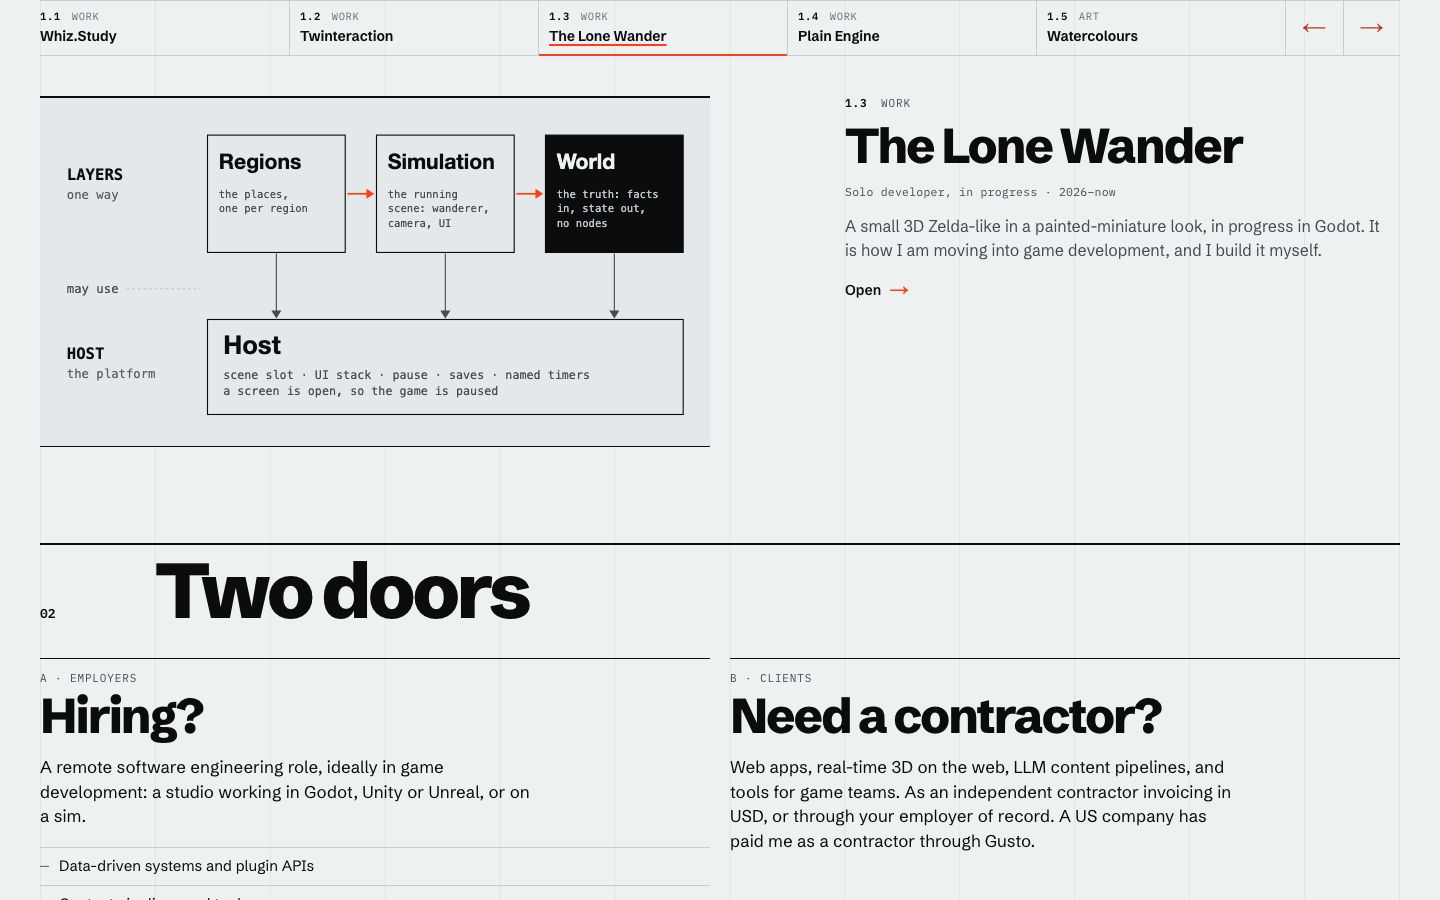 1.1 WORK
Whiz.Study
1.2 WORK
Twinteraction
1.3 WORK
The Lone Wander
1.4 WORK
Plain Engine
1.5 ART
Watercolours
← →
LAYERS
one way
Regions
the places,
one per region
Simulation
the running
scene: wanderer,
camera, UI
World
the truth: facts
in, state out,
no nodes
may use
HOST
the platform
Host
scene slot · UI stack · pause · saves · named timers
a screen is open, so the game is paused
1.3 WORK
The Lone Wander
Solo developer, in progress · 2026–now
A small 3D Zelda-like in a painted-miniature look, in progress in Godot. It
is how I am moving into game development, and I build it myself.
Open →
02
Two doors
A · EMPLOYERS
Hiring?
A remote software engineering role, ideally in game
development: a studio working in Godot, Unity or Unreal, or on
a sim.
— Data-driven systems and plugin APIs
B · CLIENTS
Need a contractor?
Web apps, real-time 3D on the web, LLM content pipelines, and
tools for game teams. As an independent contractor invoicing in
USD, or through your employer of record. A US company has
paid me as a contractor through Gusto.